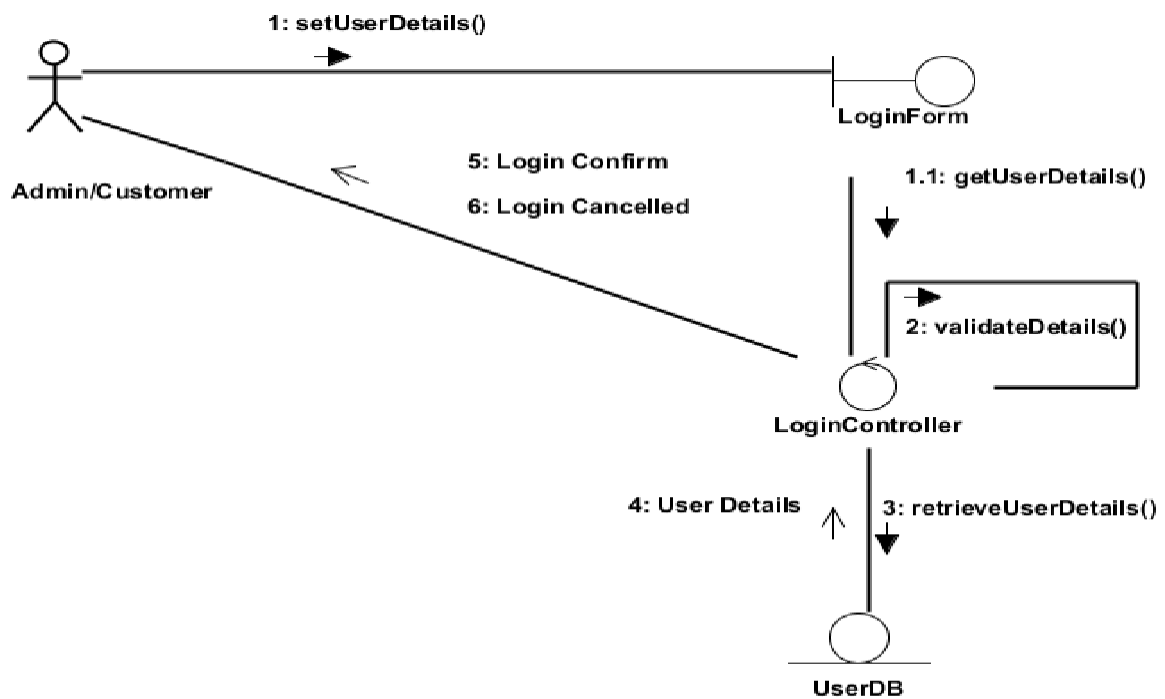 1: setUserDetails()
LoginForm
Admin/Customer
5: Login Confirm
6: Login Cancelled
1.1: getUserDetails()
2: validateDetails()
LoginController
4: User Details
3: retrieveUserDetails()
UserDB